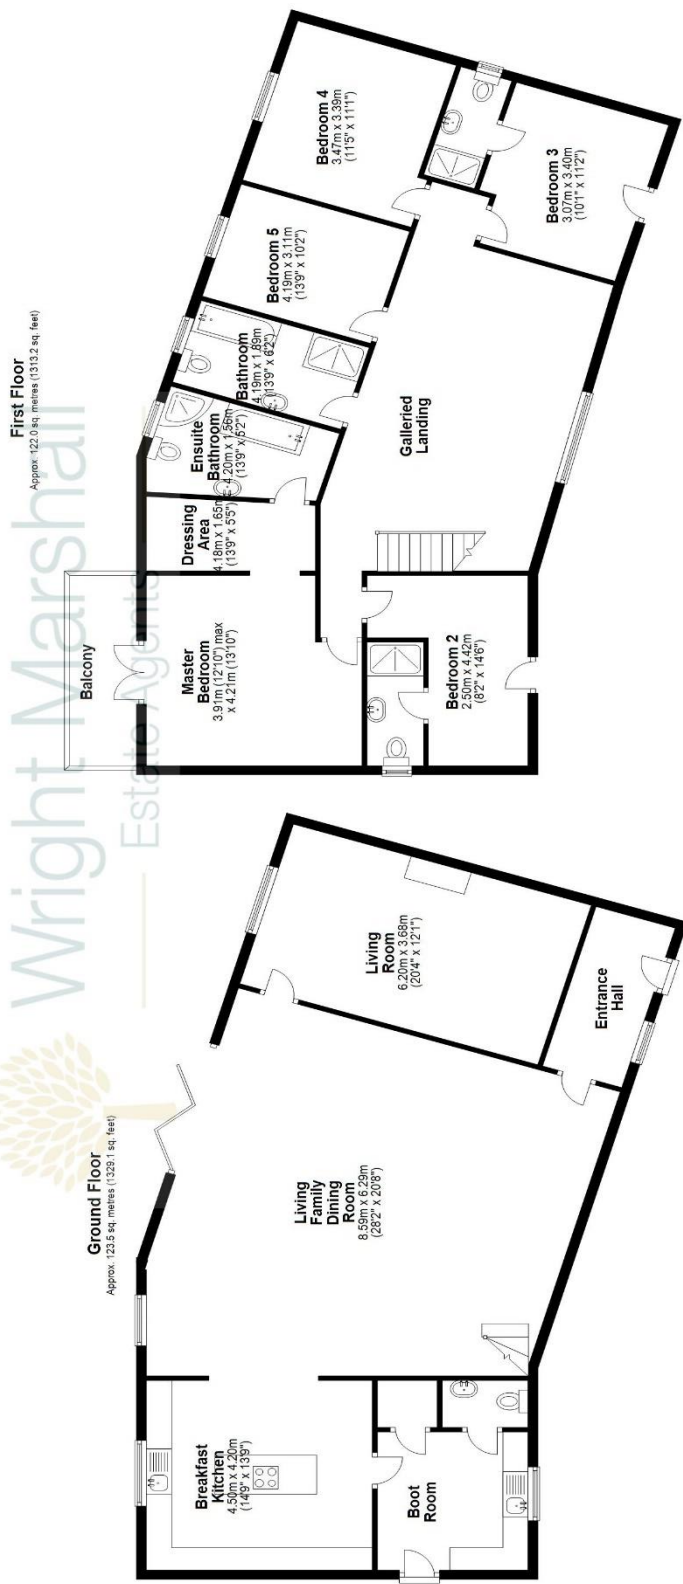 Ground Floor
Approx. 123.5 sq. metres (1329.1 sq. feet)
Breakfast
Kitchen
4.50m x 4.20m
(14'9" x 13'9")
Boot
Room
Living
Family
Dining
Room
8.59m x 6.29m
(28'2" x 20'8")
Living
Room
6.20m x 3.68m
(20'4" x 12'1")
Entrance
Hall
First Floor
Approx. 122.0 sq. metres (1313.2 sq. feet)
Balcony
Master
Bedroom
3.91m (12'10") max
x 4.21m (13'10")
Dressing
Area
4.18m x 1.65m
(13'9" x 5'5")
Ensuite
Bathroom
4.20m x 1.56m
(13'9" x 5'2")
Bathroom
4.19m x 1.89m
(13'9" x 6'2")
Bedroom 5
4.19m x 3.11m
(13'9" x 10'2")
Bedroom 4
3.47m x 3.39m
(11'5" x 11'1")
Bedroom 2
2.50m x 4.42m
(8'2" x 14'6")
Galleried
Landing
Bedroom 3
3.07m x 3.40m
(10'1" x 11'2")
Wright Marshall
Estate Agents